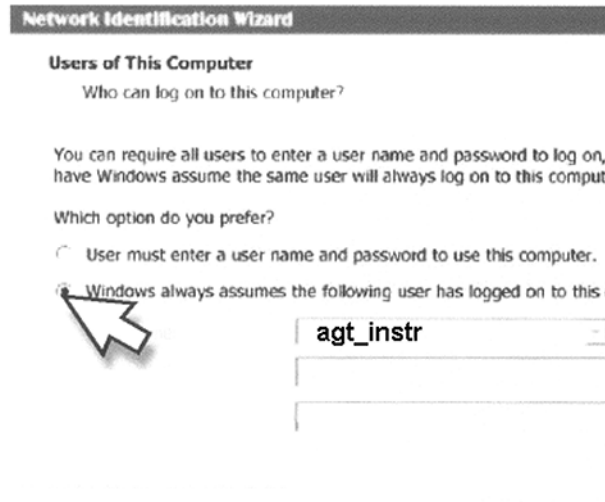 Network Identification Wizard
Users of This Computer
Who can log on to this computer?
You can require all users to enter a user name and password to log on,
have Windows assume the same user will always log on to this
Which option do you prefer?
User must enter a user name and password to use this computer.
Windows always assumes the following user has logged on to this
agt_instr